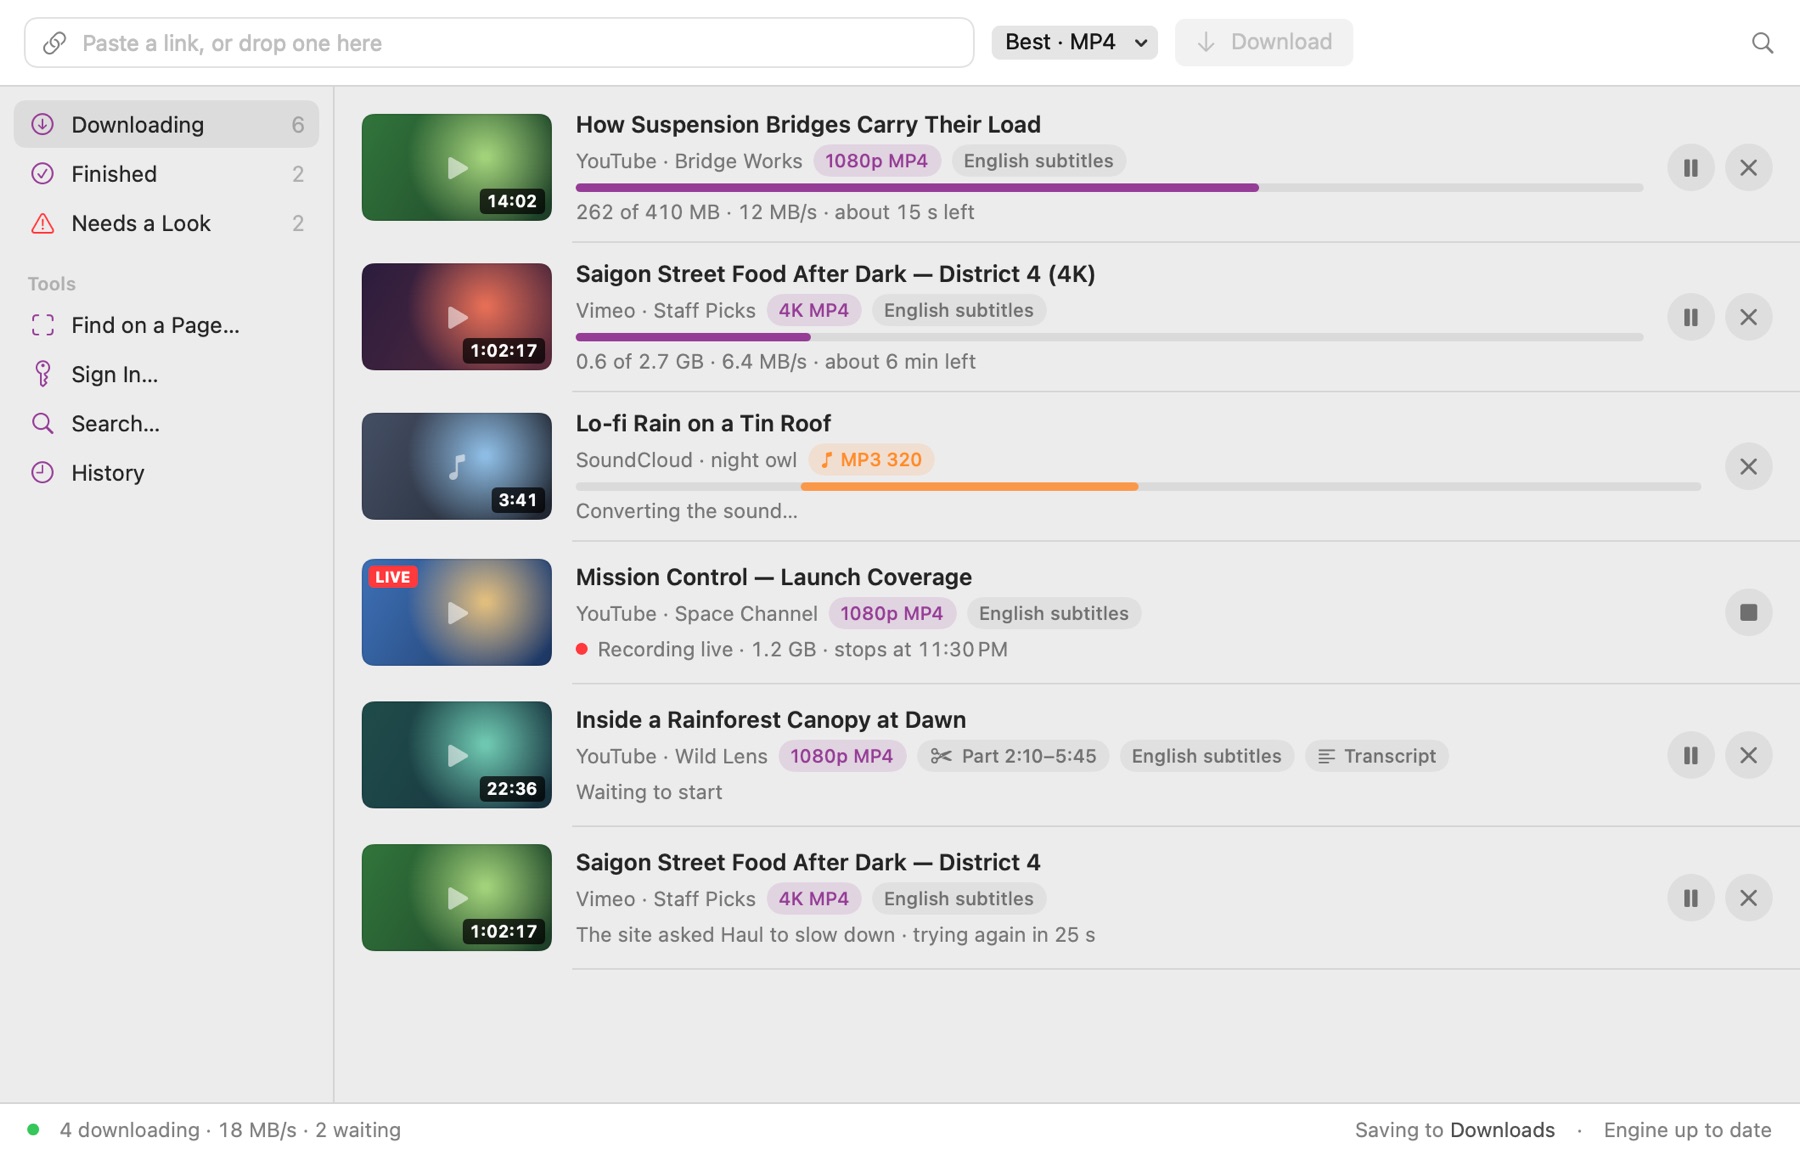 Paste a link, or drop one here
Best · MP4
Download
Downloading 6
Finished 2
Needs a Look 2
Tools
Find on a Page...
Sign In...
Search...
History
How Suspension Bridges Carry Their Load
YouTube · Bridge Works 1080p MP4 English subtitles
14:02
262 of 410 MB · 12 MB/s · about 15 s left
Saigon Street Food After Dark — District 4 (4K)
Vimeo · Staff Picks 4K MP4 English subtitles
1:02:17
0.6 of 2.7 GB · 6.4 MB/s · about 6 min left
Lo-fi Rain on a Tin Roof
SoundCloud · night owl MP3 320
3:41
Converting the sound...
LIVE
Mission Control — Launch Coverage
YouTube · Space Channel 1080p MP4 English subtitles
Recording live · 1.2 GB · stops at 11:30 PM
Inside a Rainforest Canopy at Dawn
YouTube · Wild Lens 1080p MP4 Part 2:10–5:45 English subtitles Transcript
22:36
Waiting to start
Saigon Street Food After Dark — District 4
Vimeo · Staff Picks 4K MP4 English subtitles
1:02:17
The site asked Haul to slow down · trying again in 25 s
4 downloading · 18 MB/s · 2 waiting
Saving to Downloads · Engine up to date